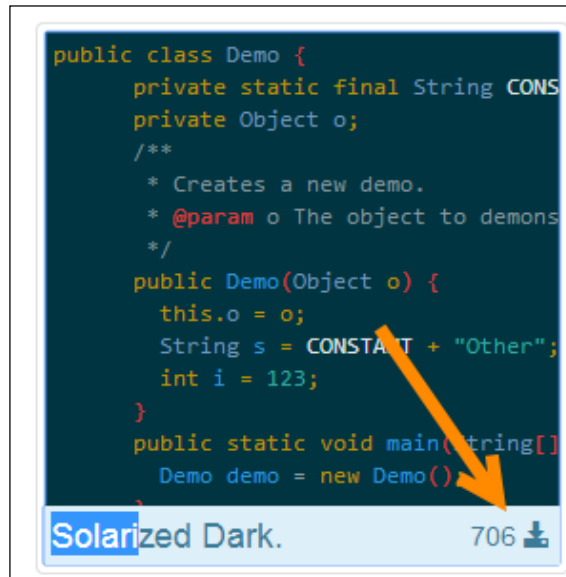 public class Demo {
private static final String CONS
private Object o;
/**
* Creates a new demo.
* @param o The object to demons
*/
public Demo(Object o) {
this.o = o;
String s = CONSTANT + "Other";
int i = 123;
}
public static void main(String[]
Demo demo = new Demo()
}
Solarized Dark.
706